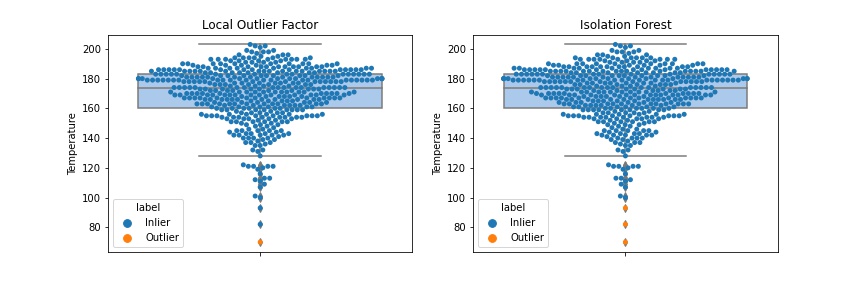 Local Outlier Factor
Temperature
200
180
160
140
120
100
80
label
Inlier
Outlier
Isolation Forest
Temperature
200
180
160
140
120
100
80
label
Inlier
Outlier